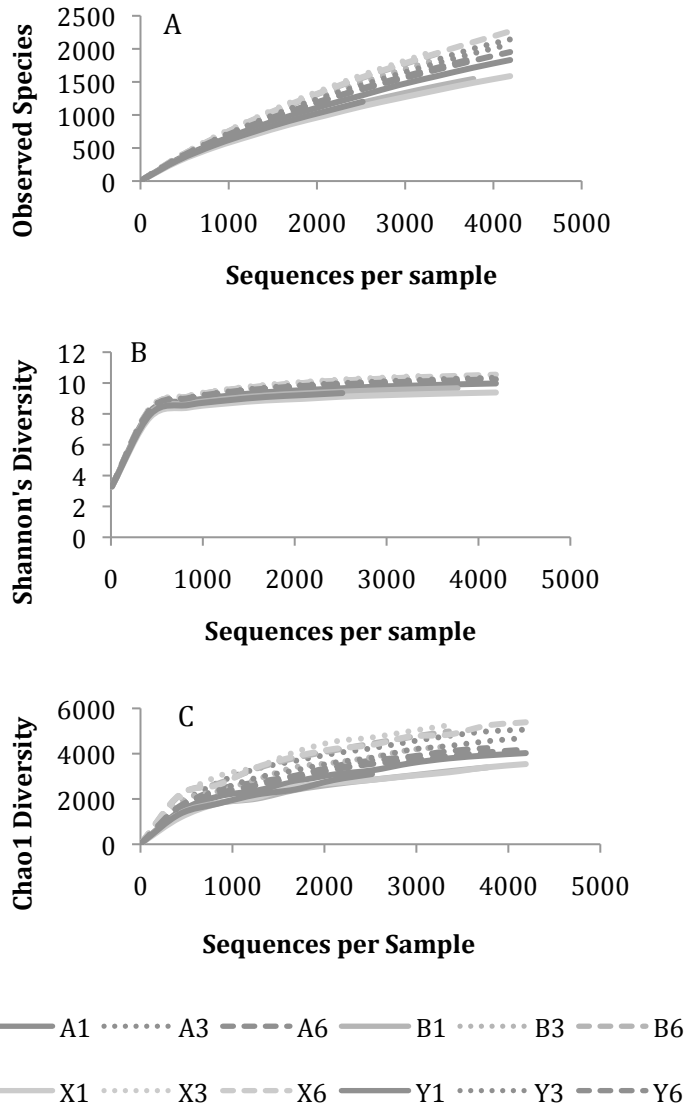 A
2500
2000
1500
1000
500
0
Observed Species
0 1000 2000 3000 4000 5000
Sequences per sample
B
12
10
8
6
4
2
0
Shannon's Diversity
0 1000 2000 3000 4000 5000
Sequences per sample
C
6000
4000
2000
0
Chao1 Diversity
0 1000 2000 3000 4000 5000
Sequences per Sample
A1 A3 A6 B1 B3 B6
X1 X3 X6 Y1 Y3 Y6